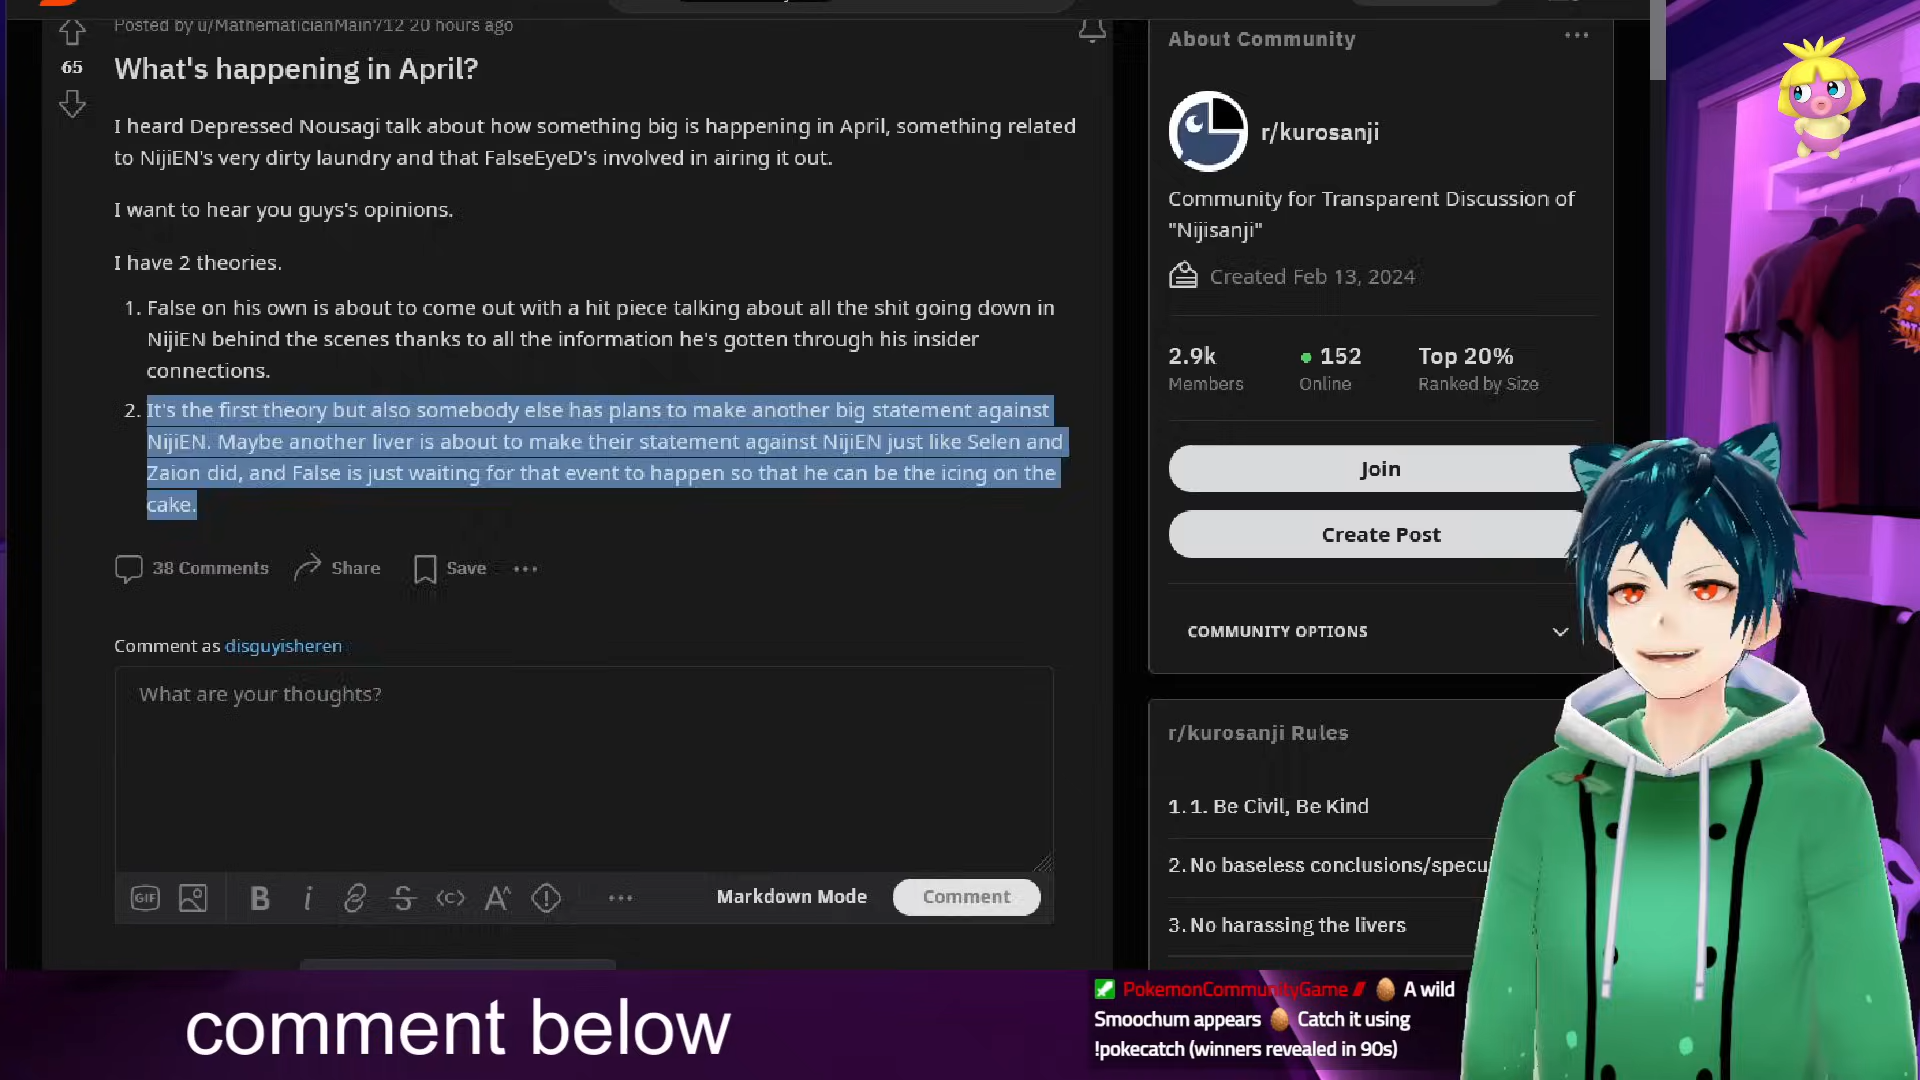 Posted by u/MathematicianMain712 20 hours ago
65
What's happening in April?
I heard Depressed Nousagi talk about how something big is happening in April, something related
to NijiEN's very dirty laundry and that FalseEyeD's involved in airing it out.
I want to hear you guys's opinions.
I have 2 theories.
1. False on his own is about to come out with a hit piece talking about all the shit going down in
NijiEN behind the scenes thanks to all the information he's gotten through his insider
connections.
2. It's the first theory but also somebody else has plans to make another big statement against
NijiEN. Maybe another liver is about to make their statement against NijiEN just like Selen and
Zaion did, and False is just waiting for that event to happen so that he can be the icing on the
cake.
38 Comments Share Save
Comment as disguyisheren
What are your thoughts?
GIF B i Markdown Mode Comment
About Community
r/kurosanji
Community for Transparent Discussion of
"Nijisanji"
Created Feb 13, 2024
2.9k 152 Top 20%
Members Online Ranked by Size
Join
Create Post
COMMUNITY OPTIONS
r/kurosanji Rules
1. 1. Be Civil, Be Kind
2. No baseless conclusions/specu
3. No harassing the livers
comment below
PokemonCommunityGame // A wild
Smoochum appears Catch it using
!pokecatch (winners revealed in 90s)